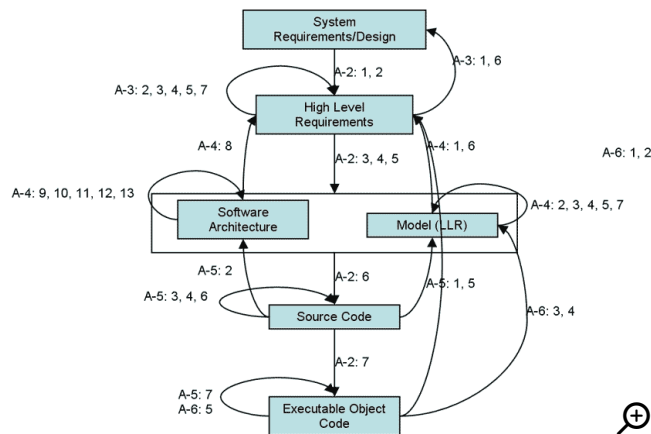 System
Requirements/Design
A-2: 1, 2
A-3: 1, 6
A-3: 2, 3, 4, 5, 7
High Level
Requirements
A-4: 8
A-2: 3, 4, 5
A-4: 1, 6
A-6: 1, 2
A-4: 9, 10, 11, 12, 13
Software
Architecture
Model (LLR)
A-4: 2, 3, 4, 5, 7
A-5: 2
A-2: 6
A-5: 1, 5
A-5: 3, 4, 6
Source Code
A-6: 3, 4
A-2: 7
A-5: 7
A-6: 5
Executable Object
Code